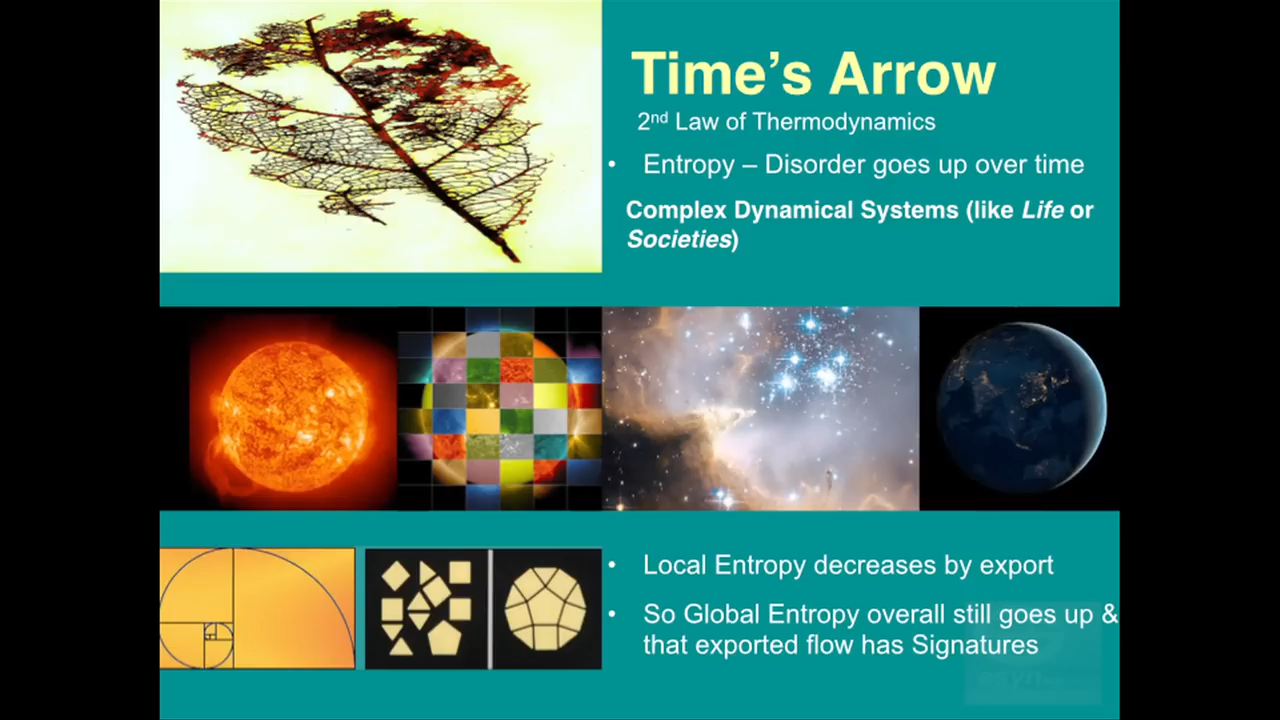 Time’s Arrow
2nd Law of Thermodynamics
• Entropy – Disorder goes up over time
Complex Dynamical Systems (like Life or
Societies)
• Local Entropy decreases by export
• So Global Entropy overall still goes up &
that exported flow has Signatures